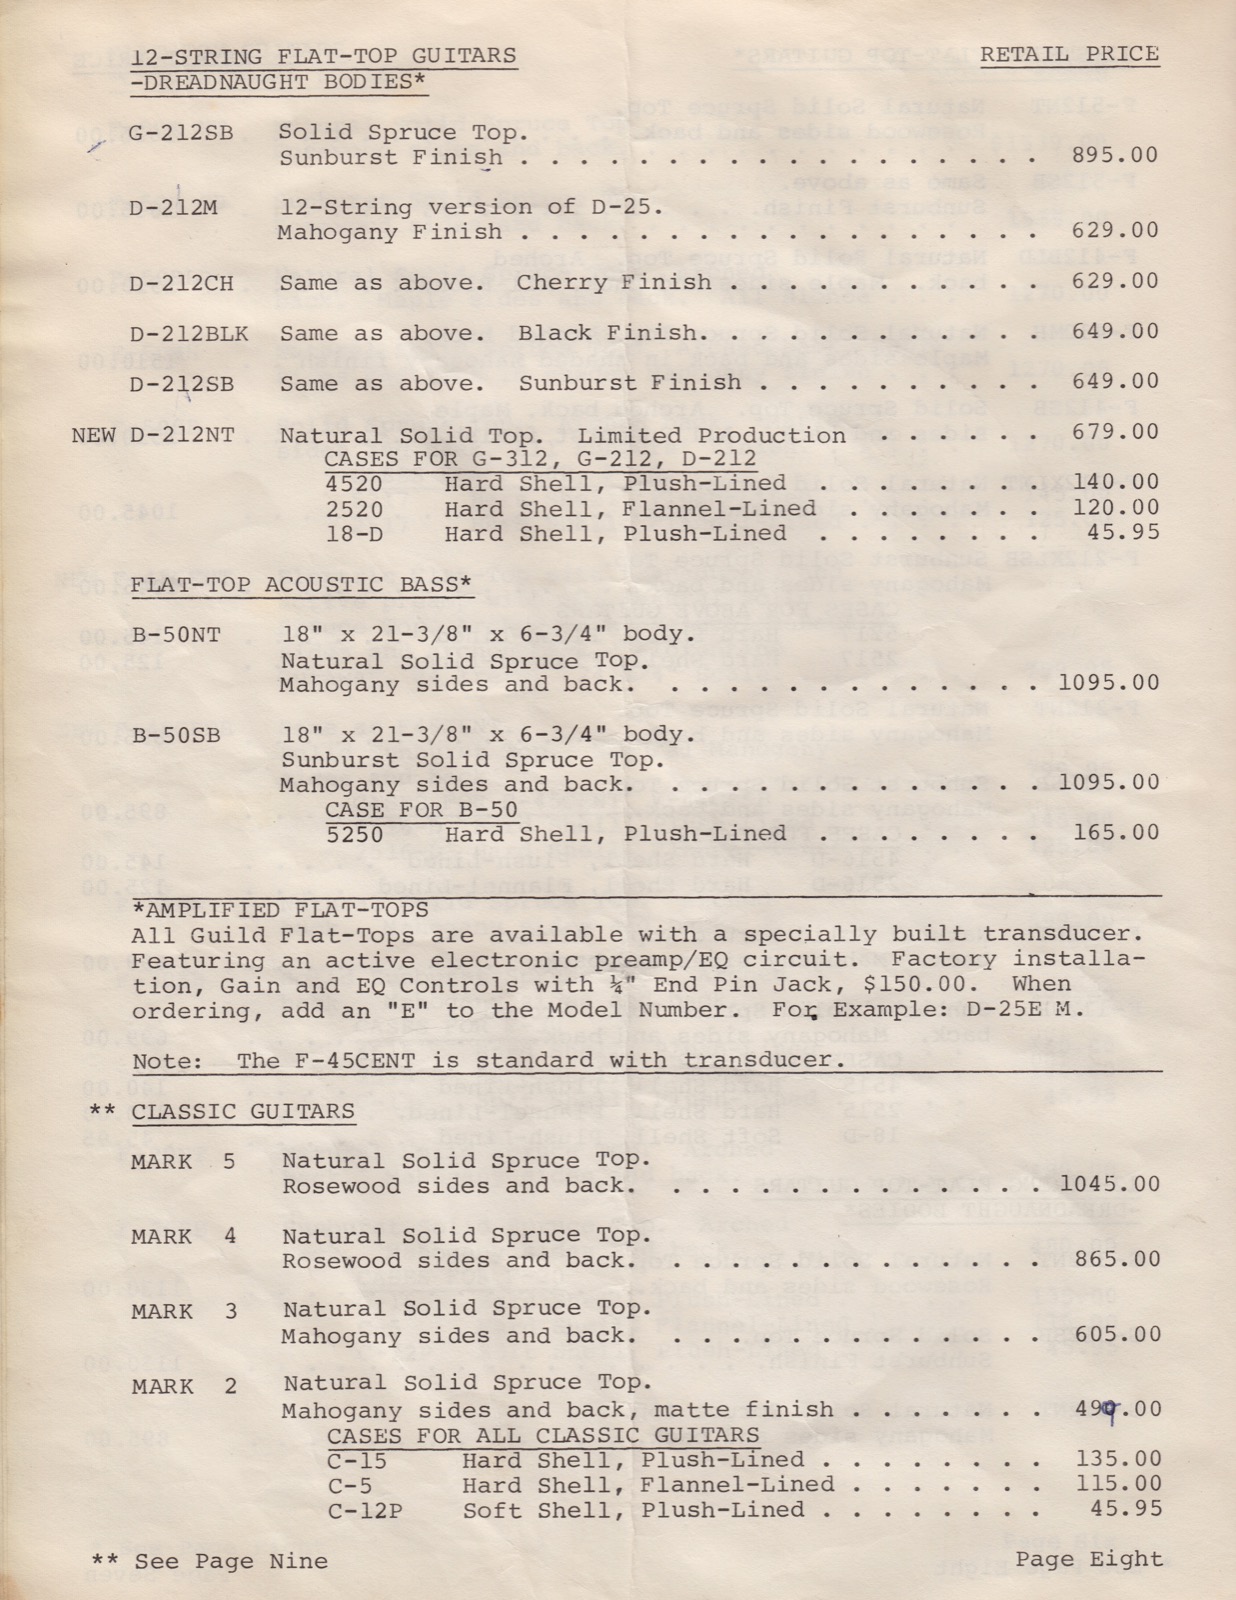 12-STRING FLAT-TOP GUITARS RETAIL PRICE
-DREADNAUGHT BODIES*
G-212SB Solid Spruce Top.
Sunburst Finish . . . . . . . . . . . . . . . . . . 895.00
D-212M 12-String version of D-25.
Mahogany Finish . . . . . . . . . . . . . . . . . . 629.00
D-212CH Same as above. Cherry Finish . . . . . . . . . . . 629.00
D-212BLK Same as above. Black Finish. . . . . . . . . . . . 649.00
D-212SB Same as above. Sunburst Finish . . . . . . . . . . 649.00
NEW D-212NT Natural Solid Top. Limited Production . . . . . . 679.00
CASES FOR G-312, G-212, D-212
4520 Hard Shell, Plush-Lined . . . . . . . . 140.00
2520 Hard Shell, Flannel-Lined . . . . . . . 120.00
18-D Hard Shell, Plush-Lined . . . . . . . . 45.95
FLAT-TOP ACOUSTIC BASS*
B-50NT 18" x 21-3/8" x 6-3/4" body.
Natural Solid Spruce Top.
Mahogany sides and back. . . . . . . . . . . . . . 1095.00
B-50SB 18" x 21-3/8" x 6-3/4" body.
Sunburst Solid Spruce Top.
Mahogany sides and back. . . . . . . . . . . . . . . 1095.00
CASE FOR B-50
5250 Hard Shell, Plush-Lined . . . . . . . . 165.00
*AMPLIFIED FLAT-TOPS
All Guild Flat-Tops are available with a specially built transducer.
Featuring an active electronic preamp/EQ circuit. Factory installa-
tion, Gain and EQ Controls with ¼" End Pin Jack, $150.00. When
ordering, add an "E" to the Model Number. For Example: D-25E M.
Note: The F-45CENT is standard with transducer.
** CLASSIC GUITARS
MARK 5 Natural Solid Spruce Top.
Rosewood sides and back. . . . . . . . . . . . . . 1045.00
MARK 4 Natural Solid Spruce Top.
Rosewood sides and back. . . . . . . . . . . . . . . 865.00
MARK 3 Natural Solid Spruce Top.
Mahogany sides and back. . . . . . . . . . . . . . . 605.00
MARK 2 Natural Solid Spruce Top.
Mahogany sides and back, matte finish . . . . . . . 499.00
CASES FOR ALL CLASSIC GUITARS
C-15 Hard Shell, Plush-Lined . . . . . . . . 135.00
C-5 Hard Shell, Flannel-Lined . . . . . . . 115.00
C-12P Soft Shell, Plush-Lined . . . . . . . . 45.95
** See Page Nine Page Eight